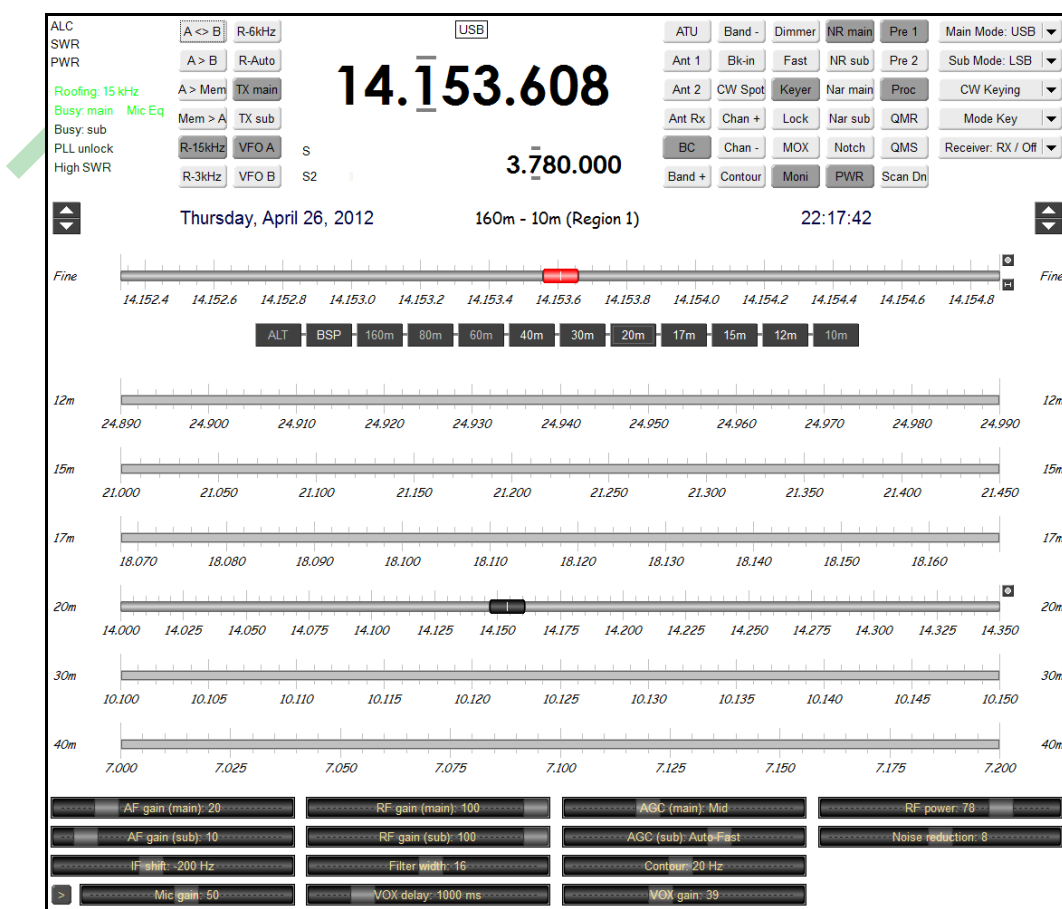 ALC
SWR
PWR
Roofing: 15 kHz
Busy: main Mic Eq
Busy: sub
PLL unlock
High SWR
A <> B R-6kHz
A > B R-Auto
A > Mem TX main
Mem > A TX sub
R-15kHz VFO A
R-3kHz VFO B
USB
14.153.608
S
S2
3.780.000
ATU Band - Dimmer NR main Pre 1 Main Mode: USB
Ant 1 Bk-in Fast NR sub Pre 2 Sub Mode: LSB
Ant 2 CW Spot Keyer Nar main Proc CW Keying
Ant Rx Chan + Lock Nar sub QMR Mode Key
BC Chan - MOX Notch QMS Receiver: RX / Off
Band + Contour Moni PWR Scan Dn
Thursday, April 26, 2012 160m - 10m (Region 1) 22:17:42
Fine Fine
14.152.4 14.152.6 14.152.8 14.153.0 14.153.2 14.153.4 14.153.6 14.153.8 14.154.0 14.154.2 14.154.4 14.154.6 14.154.8
ALT BSP 160m 80m 60m 40m 30m 20m 17m 15m 12m 10m
12m 12m
24.890 24.900 24.910 24.920 24.930 24.940 24.950 24.960 24.970 24.980 24.990
15m 15m
21.000 21.050 21.100 21.150 21.200 21.250 21.300 21.350 21.400 21.450
17m 17m
18.070 18.080 18.090 18.100 18.110 18.120 18.130 18.140 18.150 18.160
20m 20m
14.000 14.025 14.050 14.075 14.100 14.125 14.150 14.175 14.200 14.225 14.250 14.275 14.300 14.325 14.350
30m 30m
10.100 10.105 10.110 10.115 10.120 10.125 10.130 10.135 10.140 10.145 10.150
40m 40m
7.000 7.025 7.050 7.075 7.100 7.125 7.150 7.175 7.200
AF gain (main): 20 RF gain (main): 100 AGC (main): Mid RF power: 78
AF gain (sub): 10 RF gain (sub): 100 AGC (sub): Auto-Fast Noise reduction: 8
IF shift: -200 Hz Filter width: 16 Contour: 20 Hz
> Mic gain: 50 VOX delay: 1000 ms VOX gain: 39